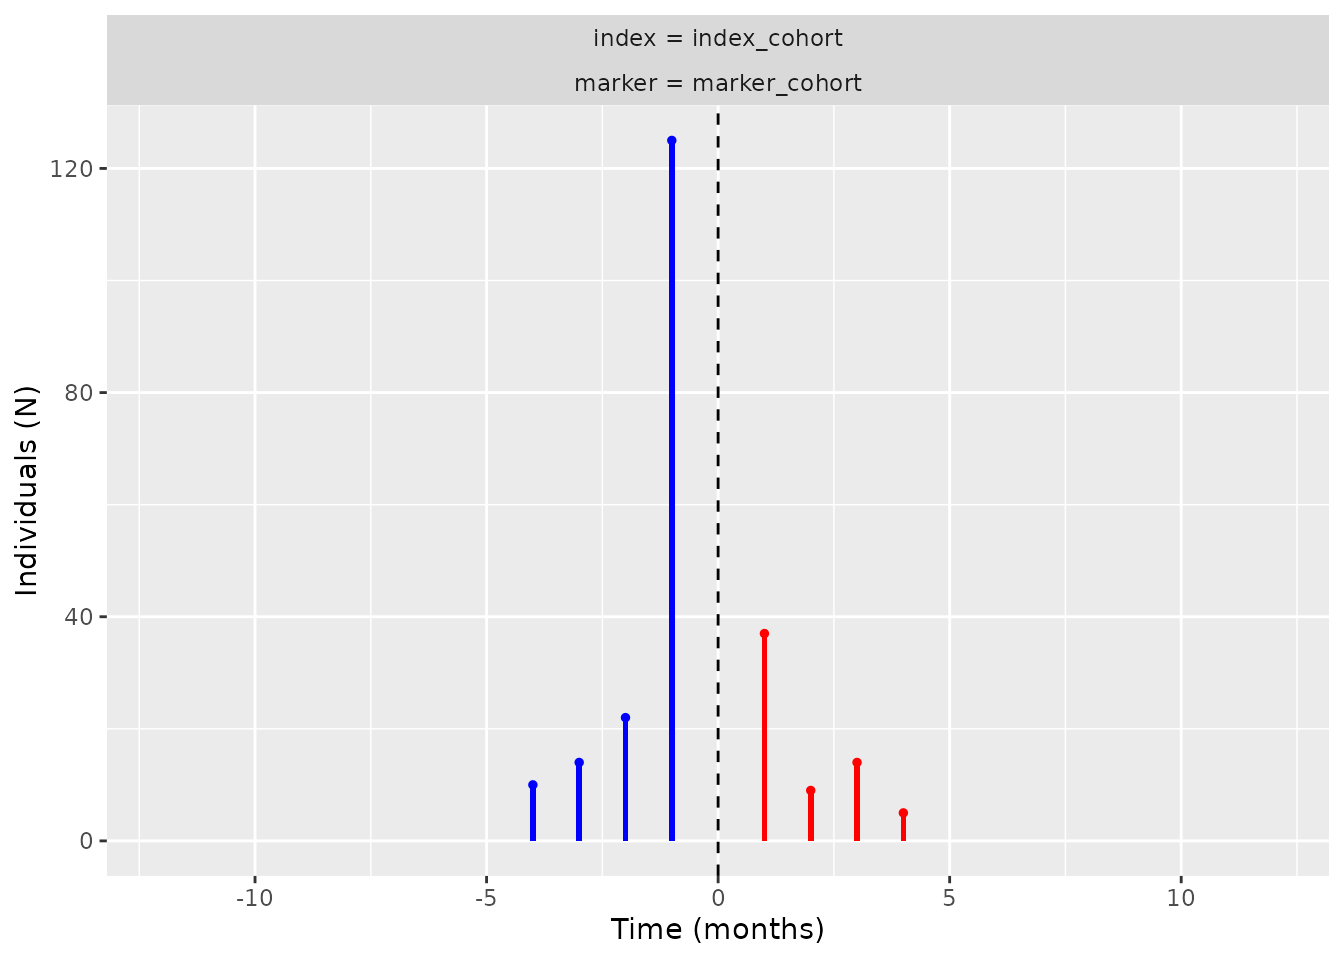 index = index_cohort
marker = marker_cohort
120
80
40
0
Individuals (N)
-10 -5 0 5 10
Time (months)